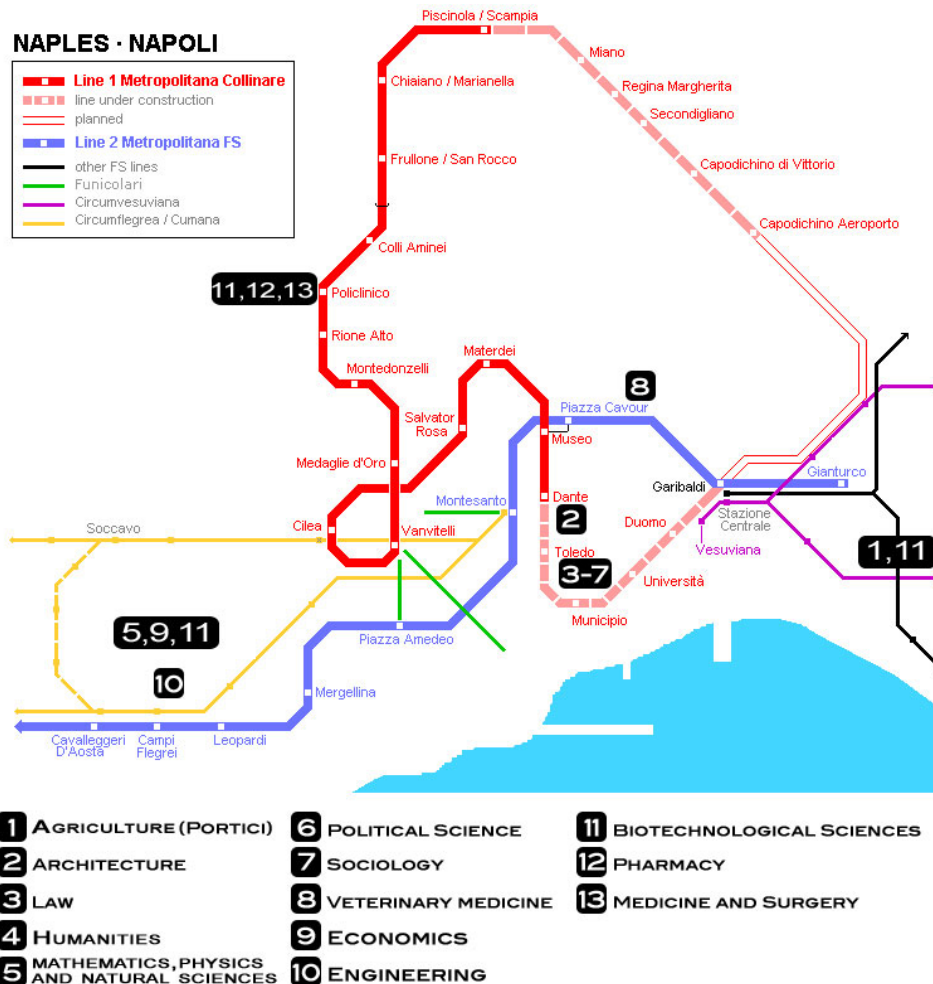 NAPLES · NAPOLI
Line 1 Metropolitana Collinare
line under construction
planned
Line 2 Metropolitana FS
other FS lines
Funicolari
Circumvesuviana
Circumflegrea / Cumana
Piscinola / Scampia
Miano
Chiaiano / Marianella
Regina Margherita
Secondigliano
Frullone / San Rocco
Capodichino di Vittorio
Capodichino Aeroporto
Colli Aminei
11,12,13
Policlinico
Rione Alto
Materdei
Montedonzelli
8
Piazza Cavour
Salvator
Rosa
Museo
Medaglie d'Oro
Gianturco
Garibaldi
Montesanto
Dante
Stazione
Centrale
2
Duomo
Cilea
Vanvitelli
Soccavo
Toledo
Vesuviana
1,11
3-7
Università
Municipio
5,9,11
Piazza Amedeo
10
Mergellina
Cavalleggeri
D'Aosta
Campi
Flegrei
Leopardi
1 AGRICULTURE (PORTICI)
2 ARCHITECTURE
3 LAW
4 HUMANITIES
5 MATHEMATICS, PHYSICS
AND NATURAL SCIENCES
6 POLITICAL SCIENCE
7 SOCIOLOGY
8 VETERINARY MEDICINE
9 ECONOMICS
10 ENGINEERING
11 BIOTECHNOLOGICAL SCIENCES
12 PHARMACY
13 MEDICINE AND SURGERY